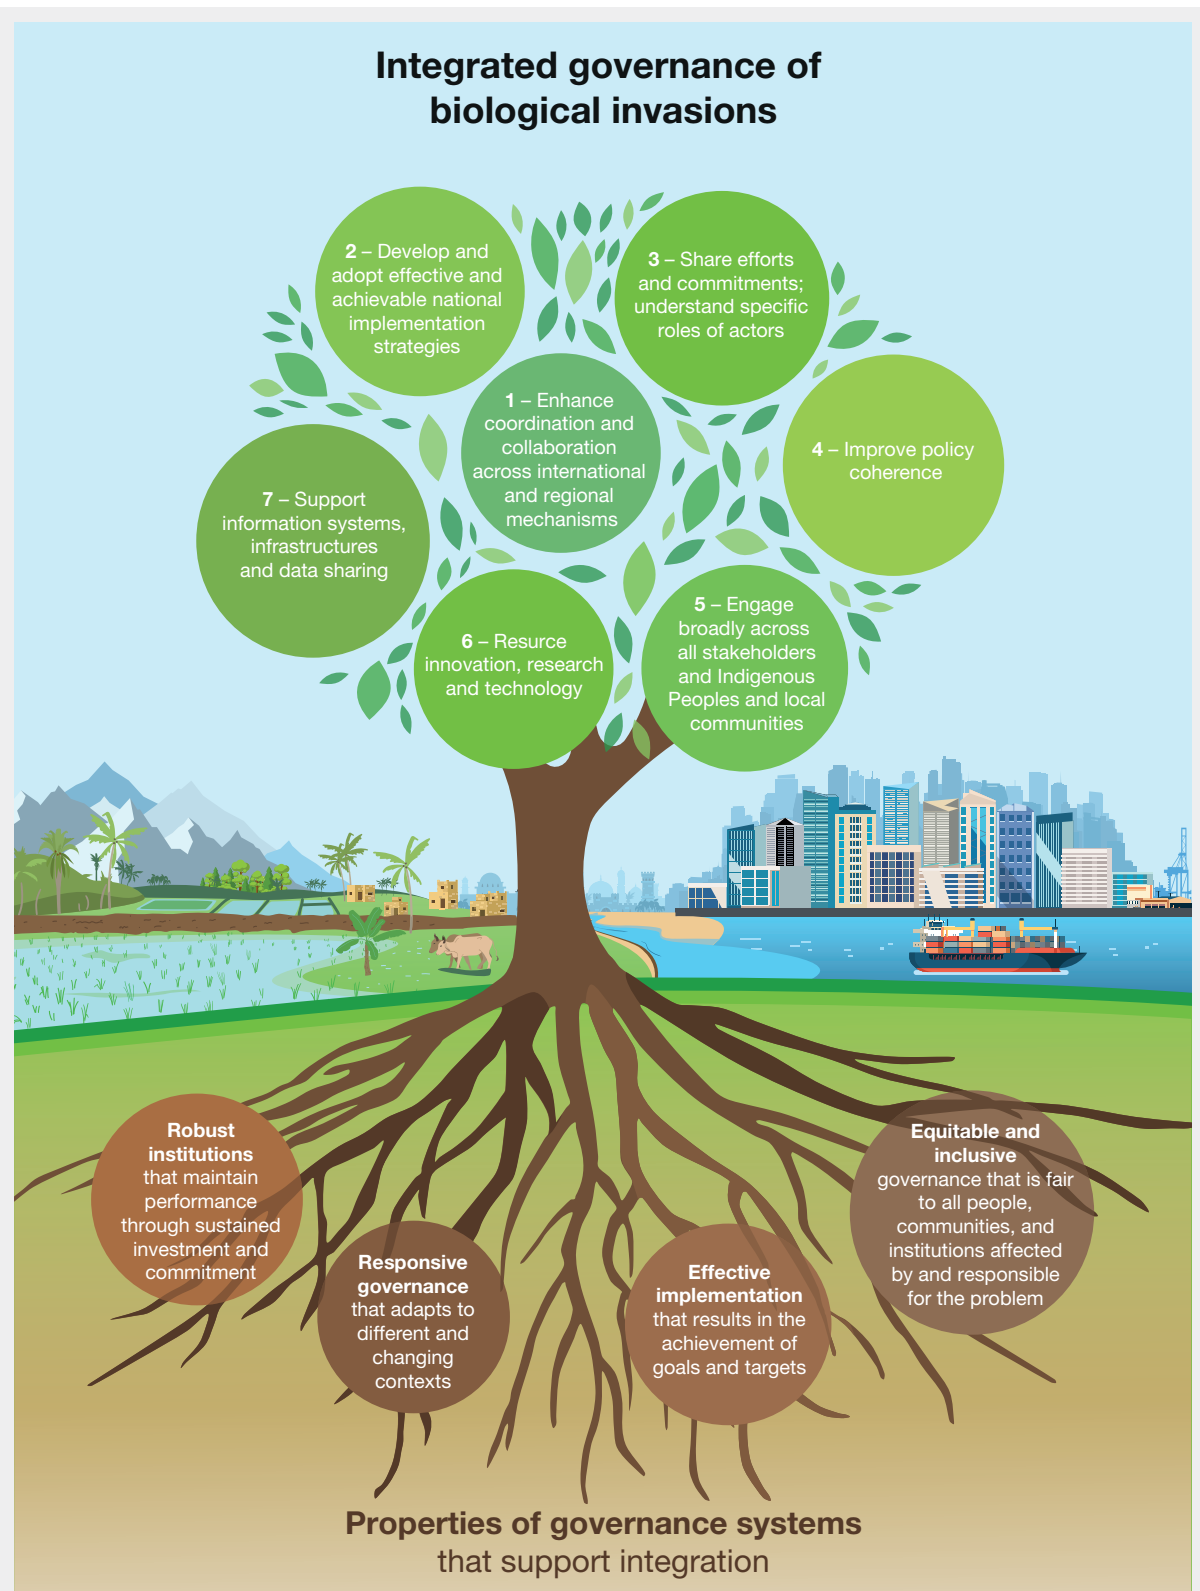 Integrated governance of
biological invasions
2 – Develop and
adopt effective and
achievable national
implementation
strategies
3 – Share efforts
and commitments;
understand specific
roles of actors
1 – Enhance
coordination and
collaboration
across international
and regional
mechanisms
4 – Improve policy
coherence
7 – Support
information systems,
infrastructures
and data sharing
6 – Resurce
innovation, research
and technology
5 – Engage
broadly across
all stakeholders
and Indigenous
Peoples and local
communities
Robust
institutions
that maintain
performance
through sustained
investment and
commitment
Responsive
governance
that adapts to
different and
changing
contexts
Effective
implementation
that results in the
achievement of
goals and targets
Equitable and
inclusive
governance that is fair
to all people,
communities, and
institutions affected
by and responsible
for the problem
Properties of governance systems
that support integration